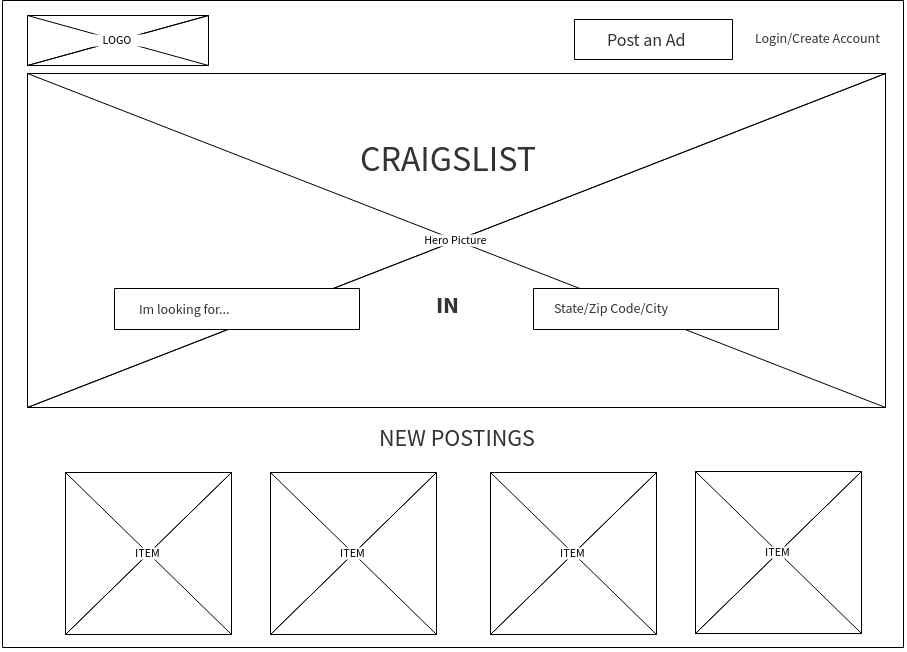 LOGO
Post an Ad
Login/Create Account
CRAIGSLIST
Hero Picture
Im looking for...
IN
State/Zip Code/City
NEW POSTINGS
ITEM
ITEM
ITEM
ITEM